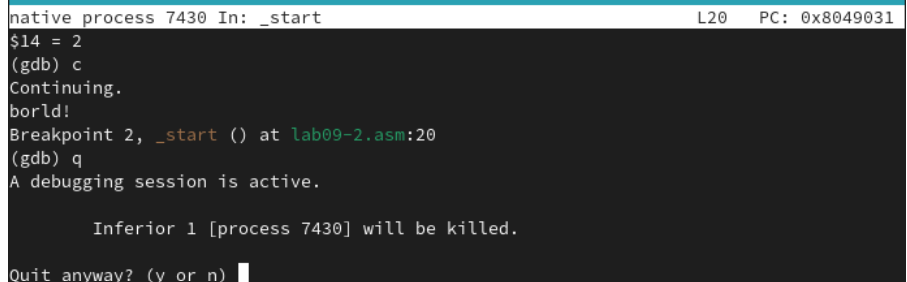 native process 7430 In: _start L20 PC: 0x8049031
$14 = 2
(gdb) c
Continuing.
borld!
Breakpoint 2, _start () at lab09-2.asm:20
(gdb) q
A debugging session is active.
Inferior 1 [process 7430] will be killed.
Quit anyway? (y or n)